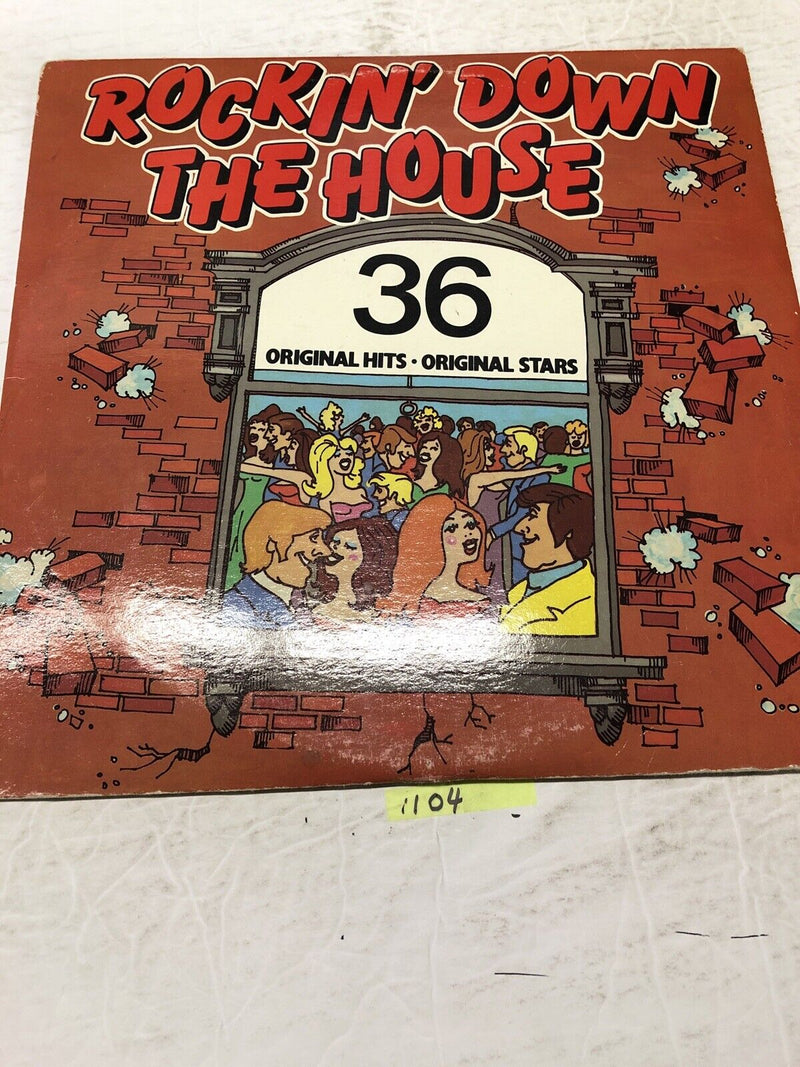 ROCKIN' DOWN
THE HOUSE
36
ORIGINAL HITS · ORIGINAL STARS
1104